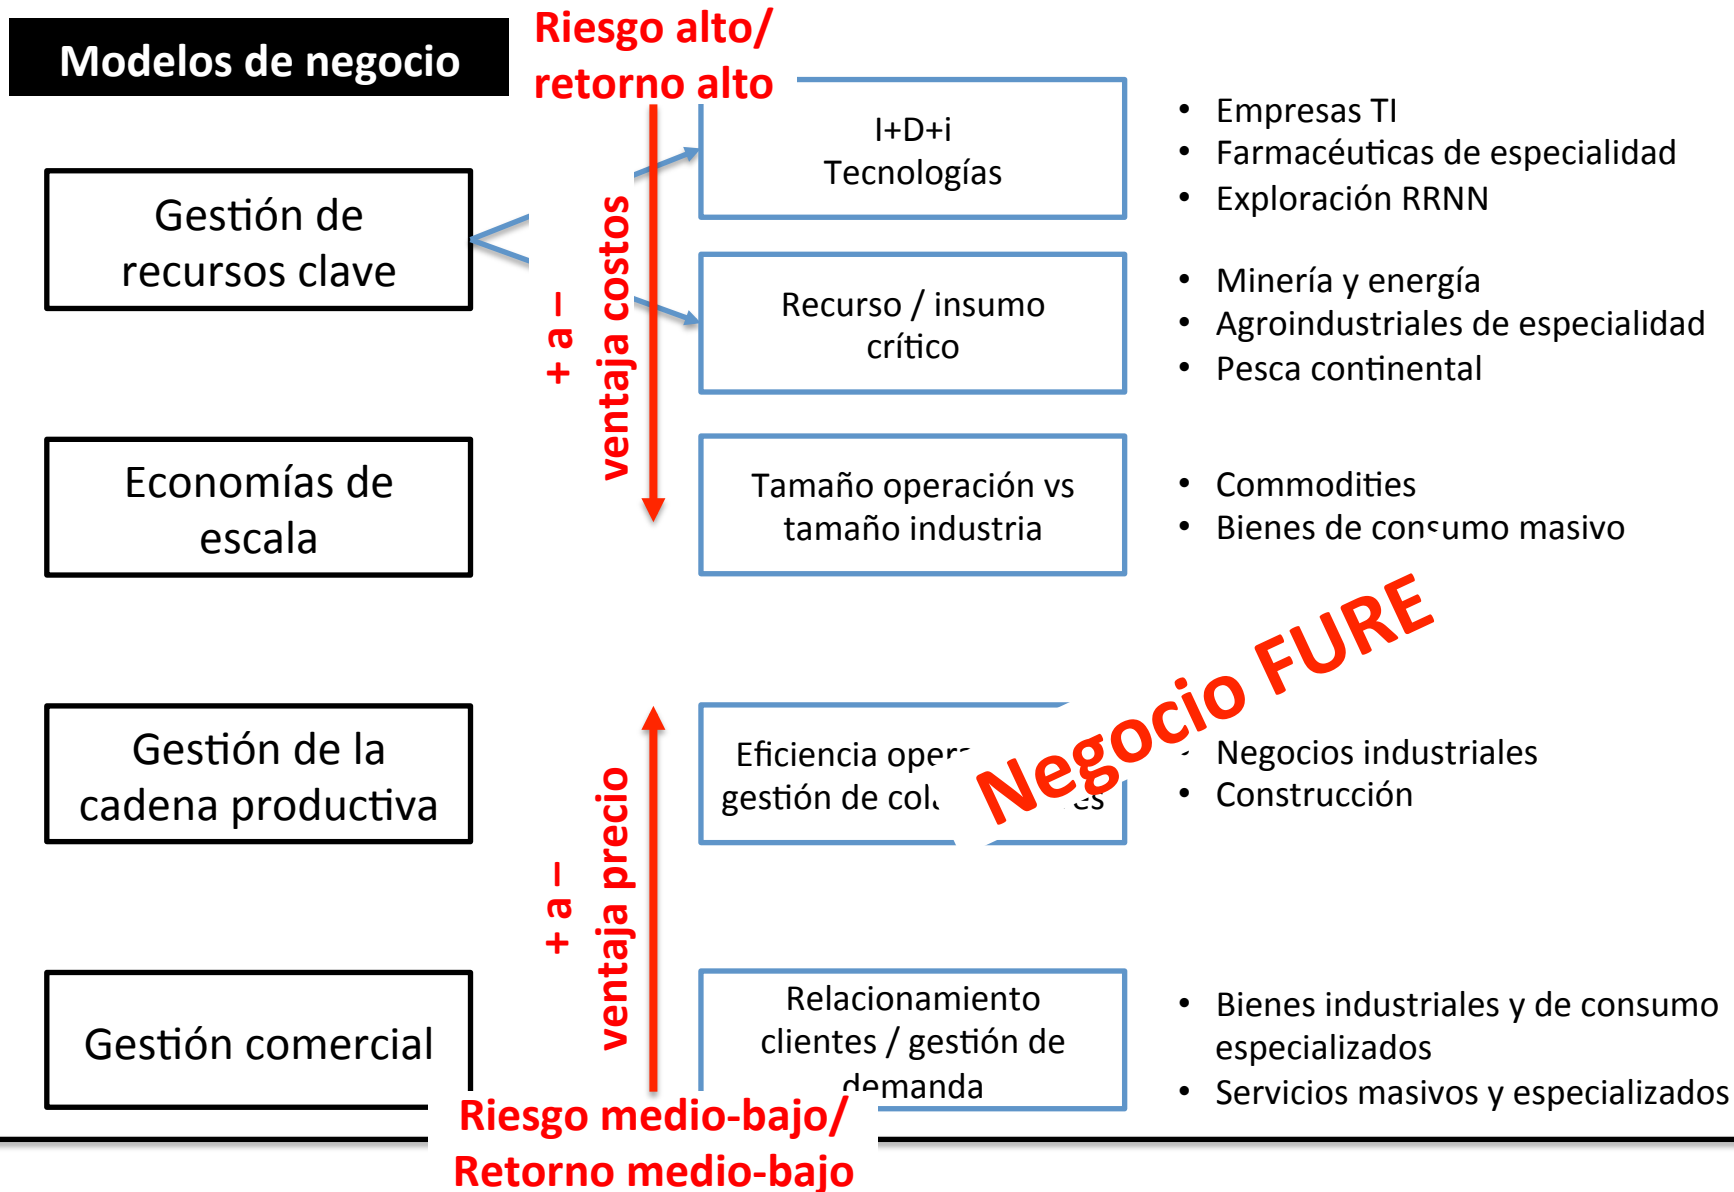 Modelos de negocio
Riesgo alto/
retorno alto
Gestión de
recursos clave
I+D+i
Tecnologías
• Empresas TI
• Farmacéuticas de especialidad
• Exploración RRNN
+ a –
ventaja costos
Recurso / insumo
crítico
• Minería y energía
• Agroindustriales de especialidad
• Pesca continental
Economías de
escala
Tamaño operación vs
tamaño industria
• Commodities
• Bienes de consumo masivo
Negocio FURE
Gestión de la
cadena productiva
Eficiencia
gestión de
• Negocios industriales
• Construcción
+ a –
ventaja precio
Gestión comercial
Relacionamiento
clientes / gestión de
demanda
• Bienes industriales y de consumo
especializados
• Servicios masivos y especializados
Riesgo medio-bajo/
Retorno medio-bajo